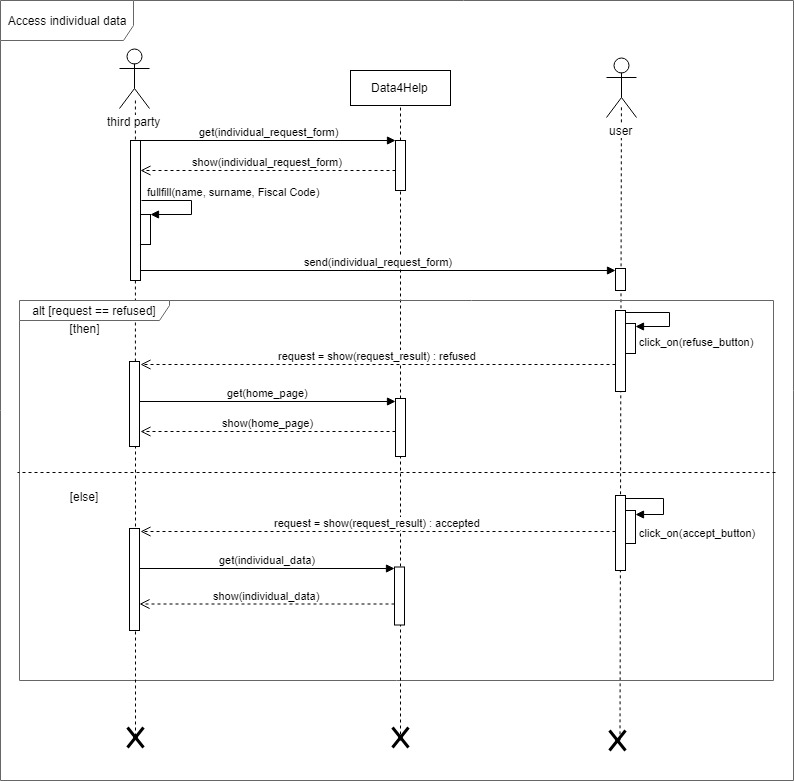 Access individual data
Data4Help
third party
user
get(individual_request_form)
show(individual_request_form)
fullfill(name, surname, Fiscal Code)
send(individual_request_form)
alt [request == refused]
[then]
click_on(refuse_button)
request = show(request_result) : refused
get(home_page)
show(home_page)
[else]
request = show(request_result) : accepted
click_on(accept_button)
get(individual_data)
show(individual_data)